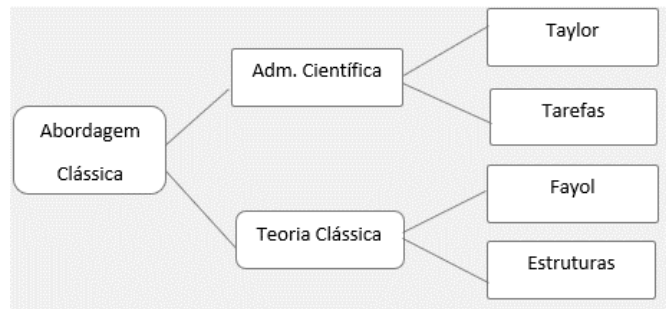 Abordagem
Clássica
Adm. Científica
Taylor
Tarefas
Teoria Clássica
Fayol
Estruturas